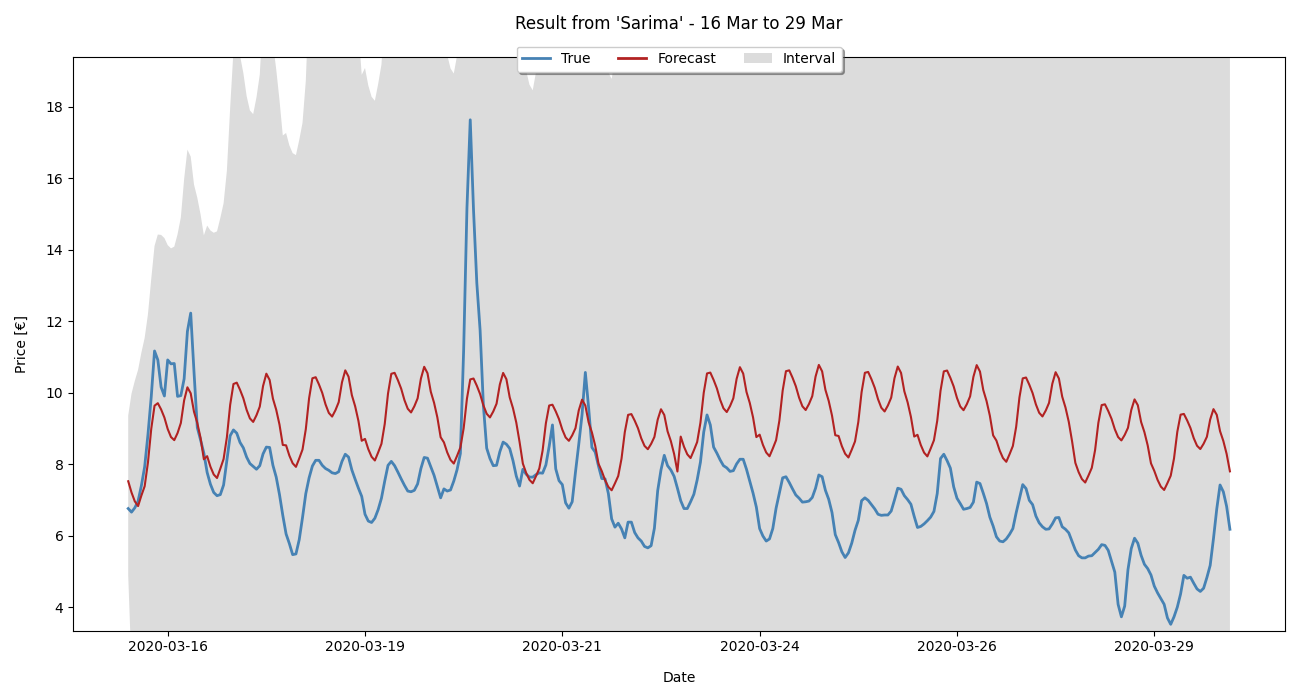 Result from 'Sarima' - 16 Mar to 29 Mar
True Forecast Interval
18
16
14
12
10
8
6
4
Price [€]
2020-03-16 2020-03-19 2020-03-21 2020-03-24 2020-03-26 2020-03-29
Date